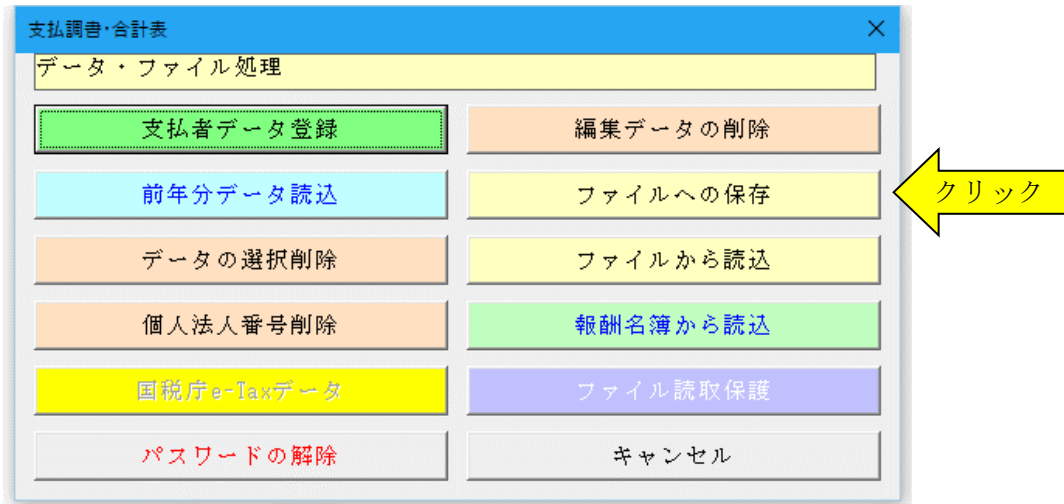 支払調書・合計表
データ・ファイル処理
支払者データ登録
編集データの削除
前年分データ読込
ファイルへの保存
クリック
データの選択削除
ファイルから読込
個人法人番号削除
報酬名簿から読込
国税庁e-Taxデータ
ファイル読取保護
パスワードの解除
キャンセル